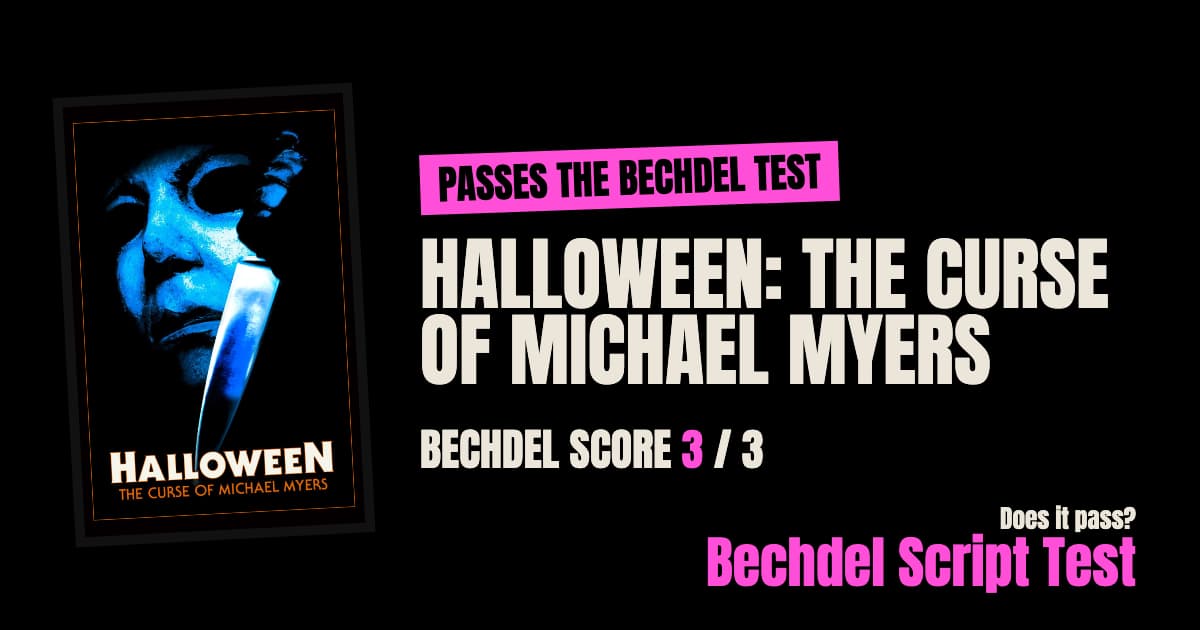 PASSES THE BECHDEL TEST
HALLOWEEN: THE CURSE
OF MICHAEL MYERS
BECHDEL SCORE 3 / 3
HALLOWEEN
THE CURSE OF MICHAEL MYERS
Does it pass?
Bechdel Script Test